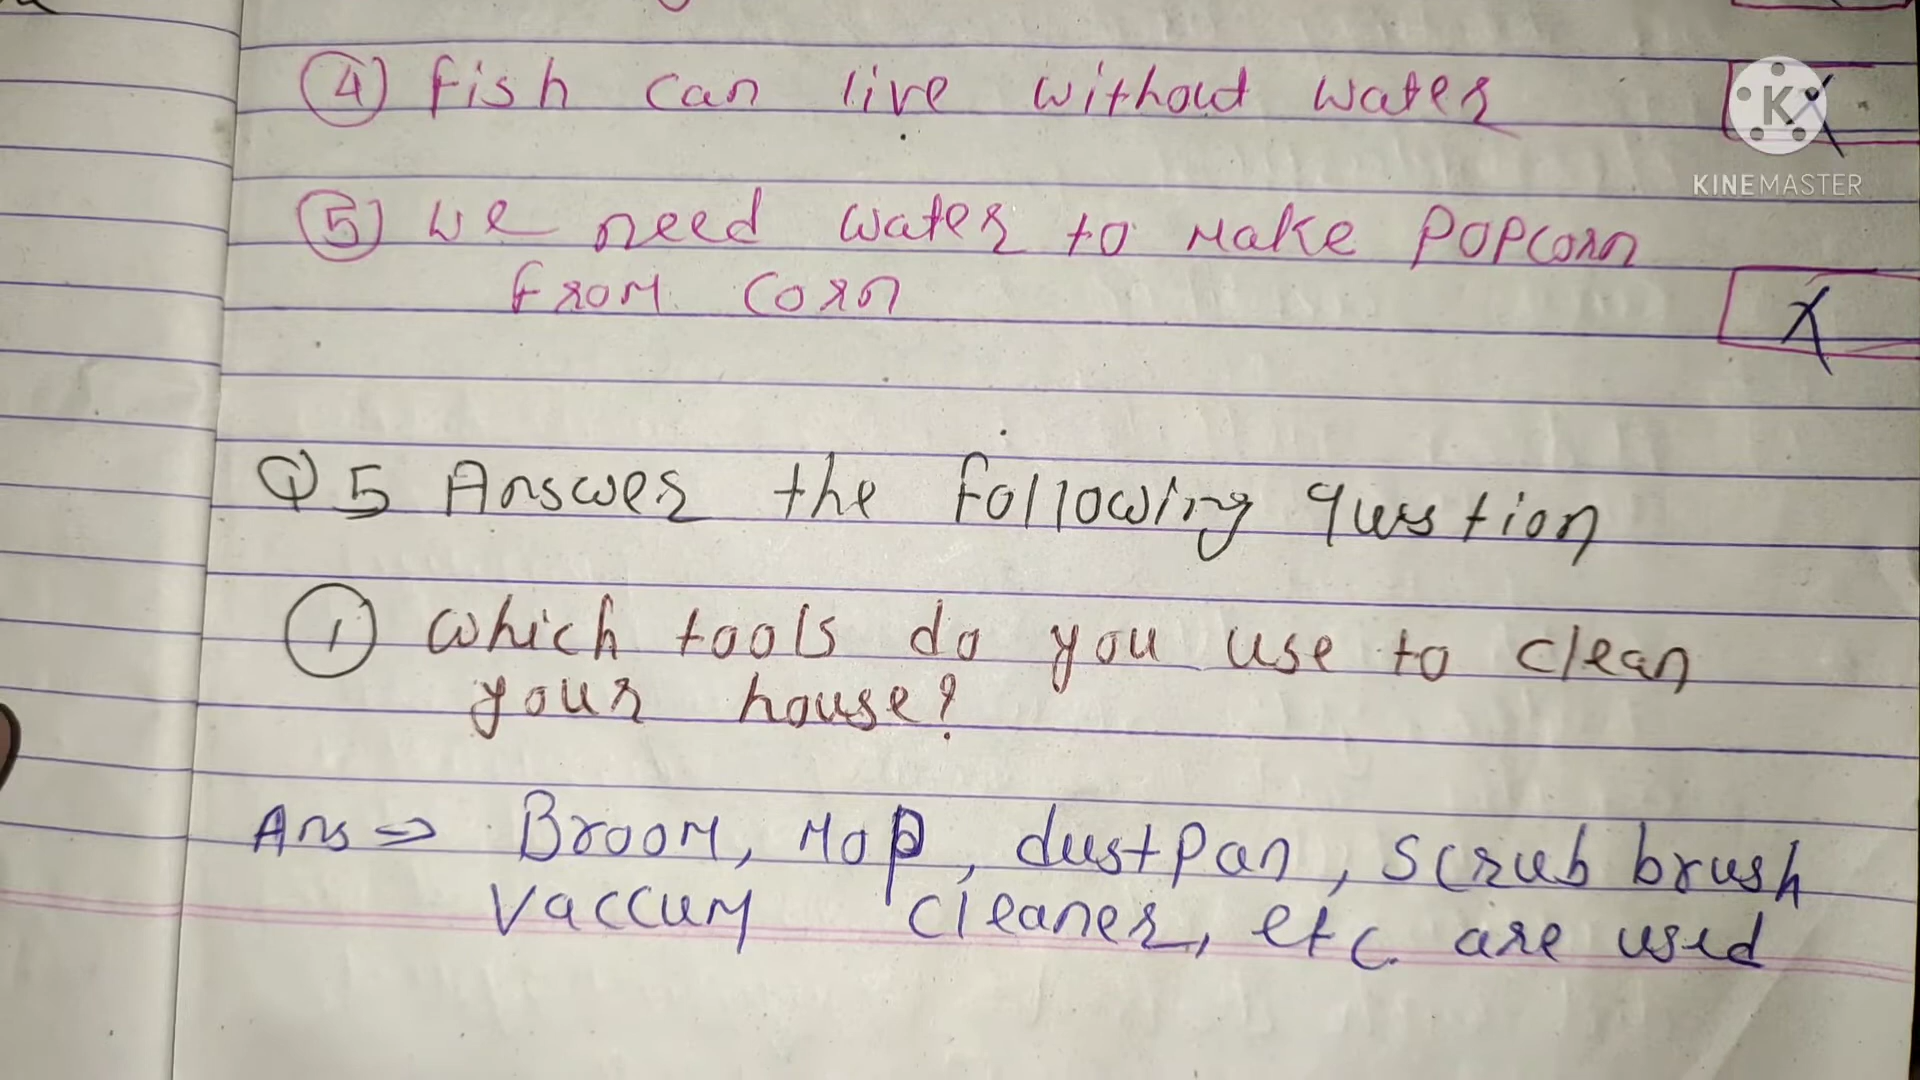 ④ Fish can live without water X
KINEMASTER
⑤ We need water to Make Popcorn
From Corn X
Q5 Answer the Following question
① Which tools do you use to clean
your house?
Ans ⇒ Broom, Mop, dustPan, Scrub brush
Vaccum cleaner, etc. are used